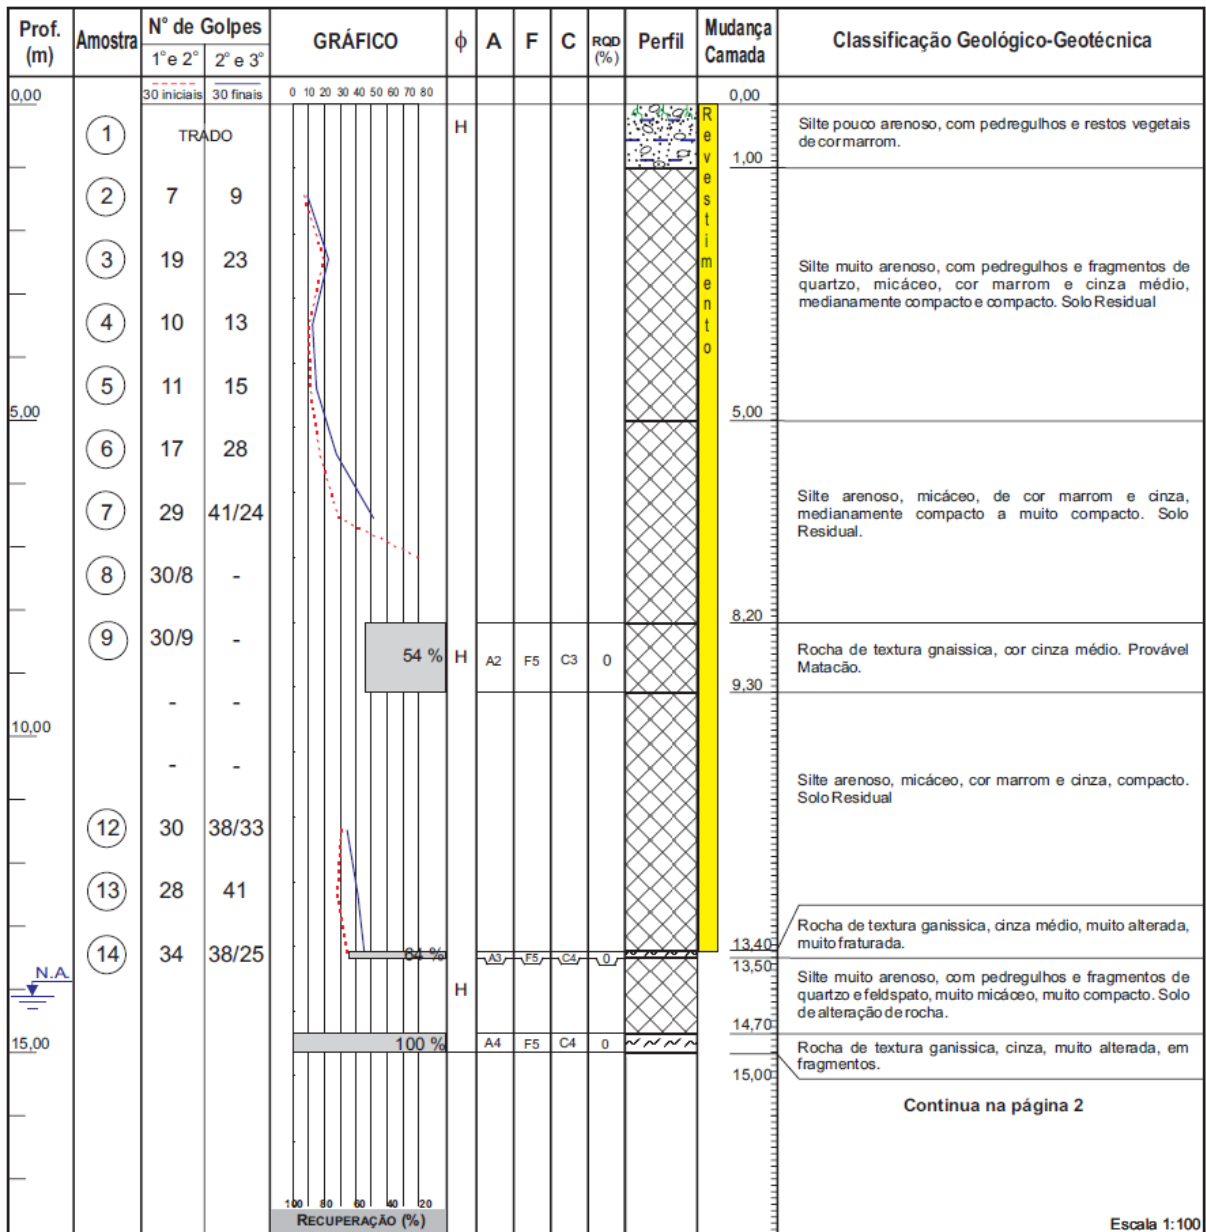 Prof. (m)
Amostra
N° de Golpes
1° e 2°
2° e 3°
GRÁFICO
ϕ
A
F
C
RQD (%)
Perfil
Mudança Camada
Classificação Geológico-Geotécnica
30 iniciais
30 finais
0 10 20 30 40 50 60 70 80
0,00
0,00
1 TRADO H
Silte pouco arenoso, com pedregulhos e restos vegetais
de cor marrom.
1,00
Revestimento
2 7 9
3 19 23
Silte muito arenoso, com pedregulhos e fragmentos de
quartzo, micáceo, cor marrom e cinza médio,
medianamente compacto e compacto. Solo Residual
4 10 13
5 11 15
5,00
5,00
6 17 28
7 29 41/24
Silte arenoso, micáceo, de cor marrom e cinza,
medianamente compacto a muito compacto. Solo
Residual.
8 30/8 -
8,20
9 30/9 -
54 % H A2 F5 C3 0
Rocha de textura gnaissica, cor cinza médio. Provável
Matacão.
9,30
- -
10,00
- -
Silte arenoso, micáceo, cor marrom e cinza, compacto.
Solo Residual
12 30 38/33
13 28 41
Rocha de textura ganissica, cinza médio, muito alterada,
muito fraturada.
13,40
14 34 38/25
64 % A3 F5 C4 0
13,50
N.A.
H
Silte muito arenoso, com pedregulhos e fragmentos de
quartzo e feldspato, muito micáceo, muito compacto. Solo
de alteração de rocha.
14,70
15,00
100 % A4 F5 C4 0
Rocha de textura ganissica, cinza, muito alterada, em
fragmentos.
15,00
Continua na página 2
100 80 60 40 20
RECUPERAÇÃO (%)
Escala 1:100